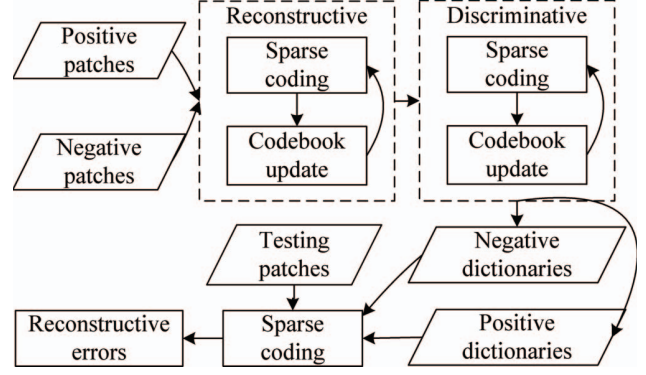 Positive
patches
Negative
patches
Reconstructive
Sparse
coding
Codebook
update
Discriminative
Sparse
coding
Codebook
update
Testing
patches
Negative
dictionaries
Reconstructive
errors
Sparse
coding
Positive
dictionaries